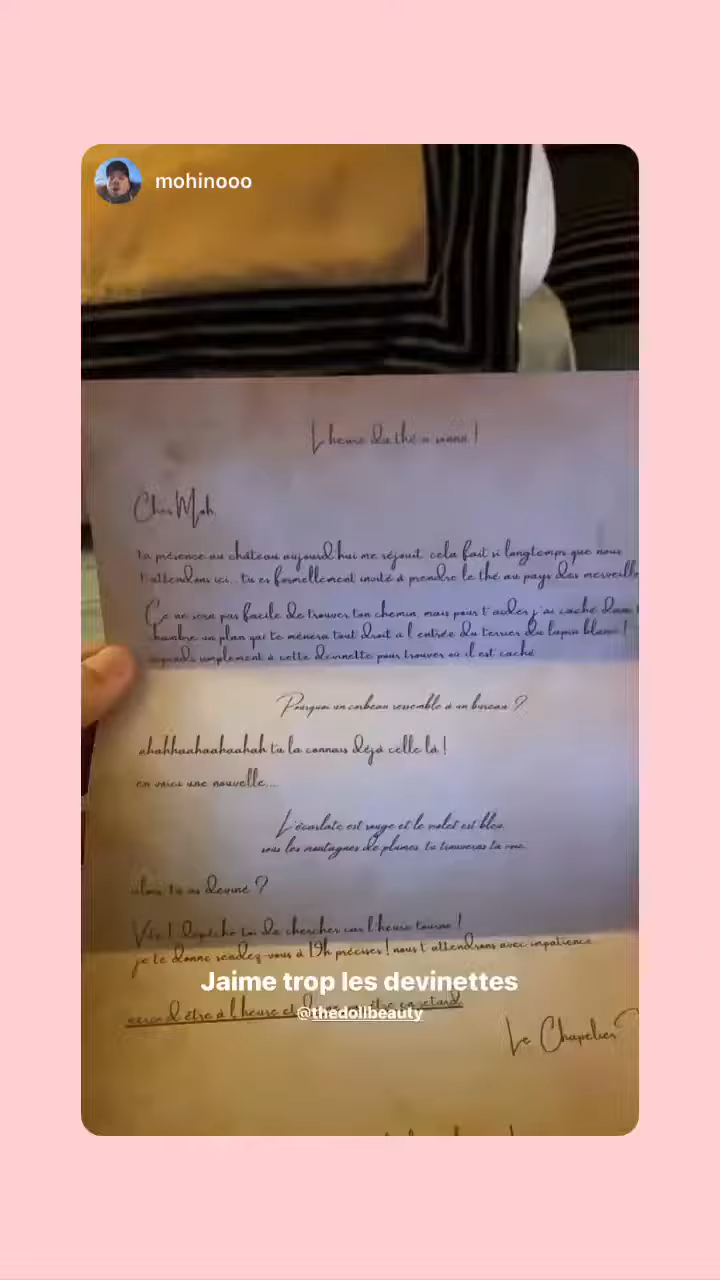 mohinooo
L'heure du thé a sonné !
Cher Moh,
ta présence au château aujourd'hui me réjouit, cela fait si longtemps que nous
t'attendons ici... tu es formellement invité à prendre le thé au pays des merveill
Ce ne sera pas facile de trouver ton chemin, mais pour t'aider j'ai caché dans
hambre un plan qui te mènera tout droit à l'entrée du terrier du lapin blanc !
simplement à cette devinette pour trouver où il est caché
Pourquoi un corbeau ressemble à un bureau ?
ahahhaahaahaahah tu la connais déjà celle là !
en voici une nouvelle...
L'écarlate est rouge et le violet est bleu,
sous les montagnes de plumes, tu trouveras ta voie.
alors, tu as deviné ?
Vite ! dépêche toi de chercher car l'heure tourne !
je te donne rendez-vous à 19h précises ! nous t'attendrons avec impatience
Jaime trop les devinettes
d'être à l'heure et en retard
@thedollbeauty
Le Chapelier